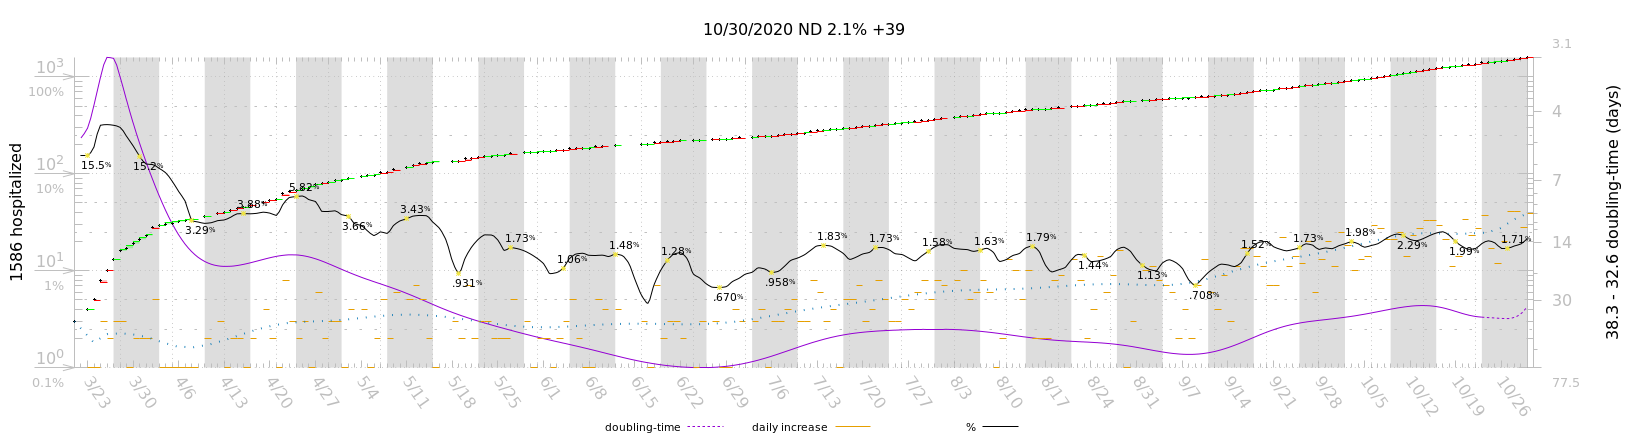 10/30/2020 ND 2.1% +39
10³ 100%
10² 10%
10¹ 1%
10⁰ 0.1%
1586 hospitalized
3.1
4
7
14
30
77.5
38.3 - 32.6 doubling-time (days)
15.5% 15.2% 3.29% 3.88% 5.82% 3.66% 3.43% .931% 1.73% 1.06% 1.48% 1.28% .670% .958% 1.83% 1.73% 1.58% 1.63% 1.79% 1.44% 1.13% .708% 1.52% 1.73% 1.98% 2.29% 1.99% 1.71%
3/23 3/30 4/6 4/13 4/20 4/27 5/4 5/11 5/18 5/25 6/1 6/8 6/15 6/22 6/29 7/6 7/13 7/20 7/27 8/3 8/10 8/17 8/24 8/31 9/7 9/14 9/21 9/28 10/5 10/12 10/19 10/26
doubling-time daily increase %